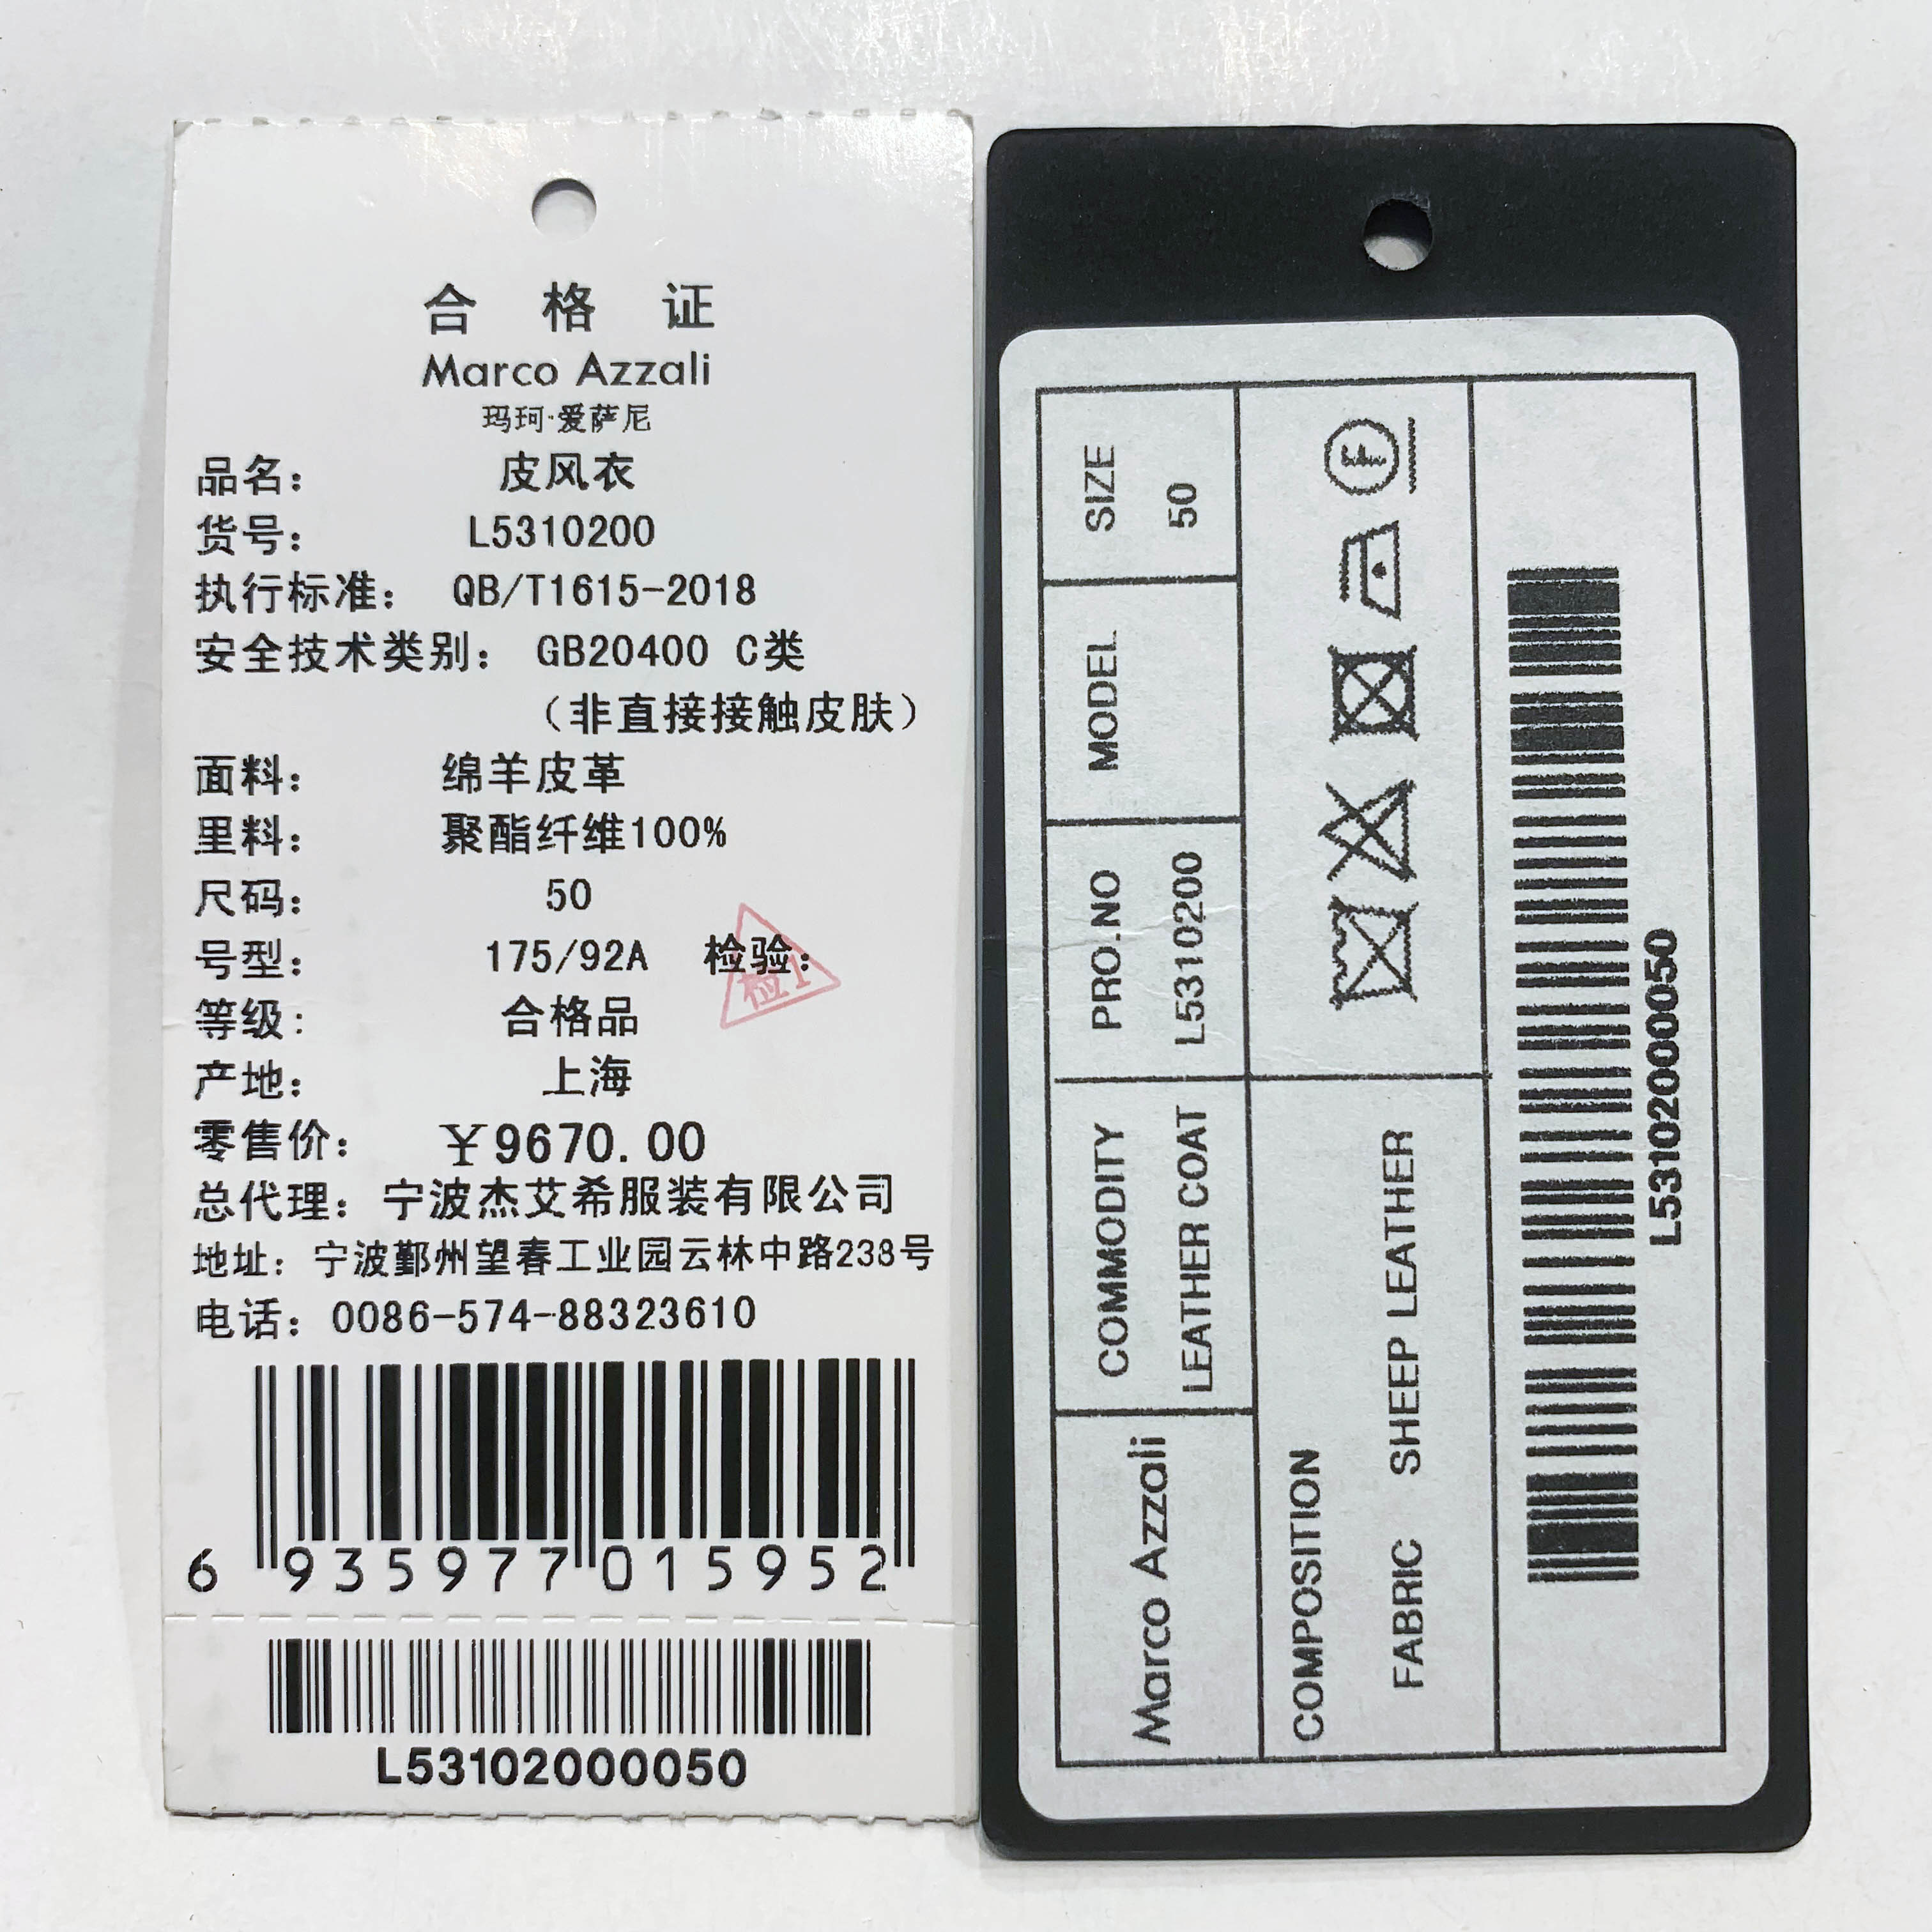 合格证
Marco Azzali
玛珂·爱萨尼
品名： 皮风衣
货号： L5310200
执行标准： QB/T1615-2018
安全技术类别： GB20400 C类
（非直接接触皮肤）
面料： 绵羊皮革
里料： 聚酯纤维100%
尺码： 50
号型： 175/92A 检验：
检1
等级： 合格品
产地： 上海
零售价： ￥9670.00
总代理： 宁波杰艾希服装有限公司
地址： 宁波鄞州望春工业园云林中路238号
电话： 0086-574-88323610
6 935977 015952
L53102000050
Marco Azzali
COMMODITY
LEATHER COAT
PRO.NO
L5310200
MODEL
SIZE
50
COMPOSITION
FABRIC SHEEP LEATHER
F
L53102000050